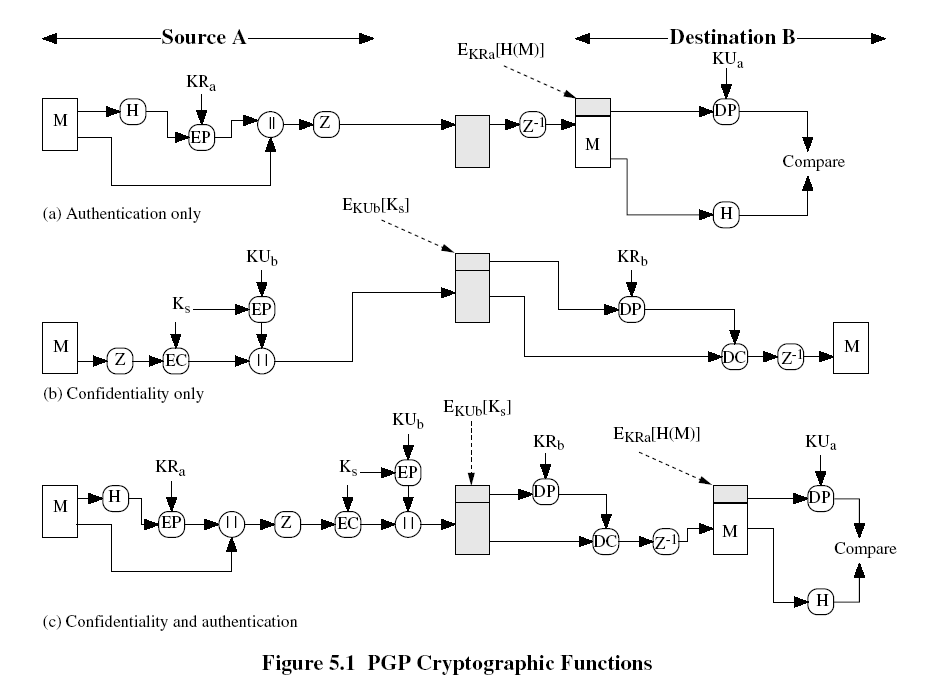 Source A
Destination B
E_KRa[H(M)]
KU_a
KR_a
M
H
EP
||
Z
Z^-1
M
DP
Compare
H
(a) Authentication only
E_KUb[K_s]
KU_b
KR_b
K_s
EP
DP
M
Z
EC
||
DC
Z^-1
M
(b) Confidentiality only
E_KUb[K_s]
KU_b
KR_b
E_KRa[H(M)]
KU_a
KR_a
K_s
EP
DP
M
H
EP
||
Z
EC
||
DC
Z^-1
M
DP
Compare
H
(c) Confidentiality and authentication
Figure 5.1 PGP Cryptographic Functions